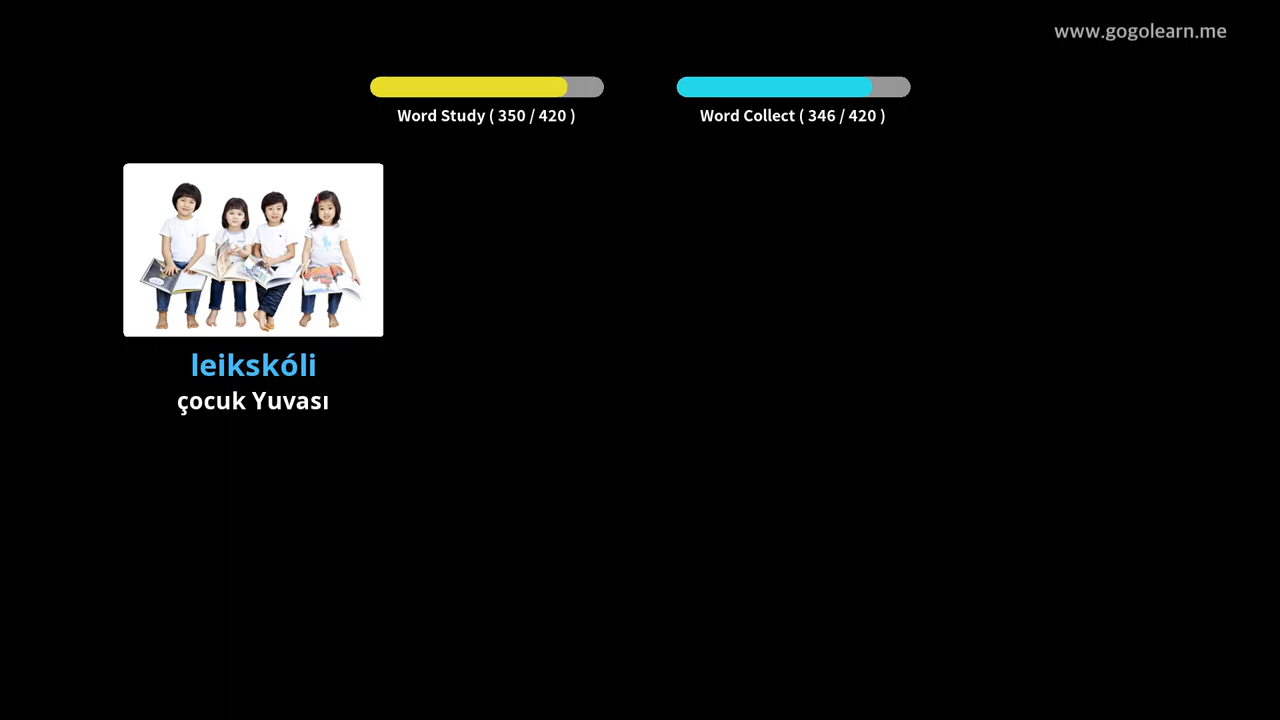 www.gogolearn.me
Word Study ( 350 / 420 )
Word Collect ( 346 / 420 )
leikskóli
çocuk Yuvası